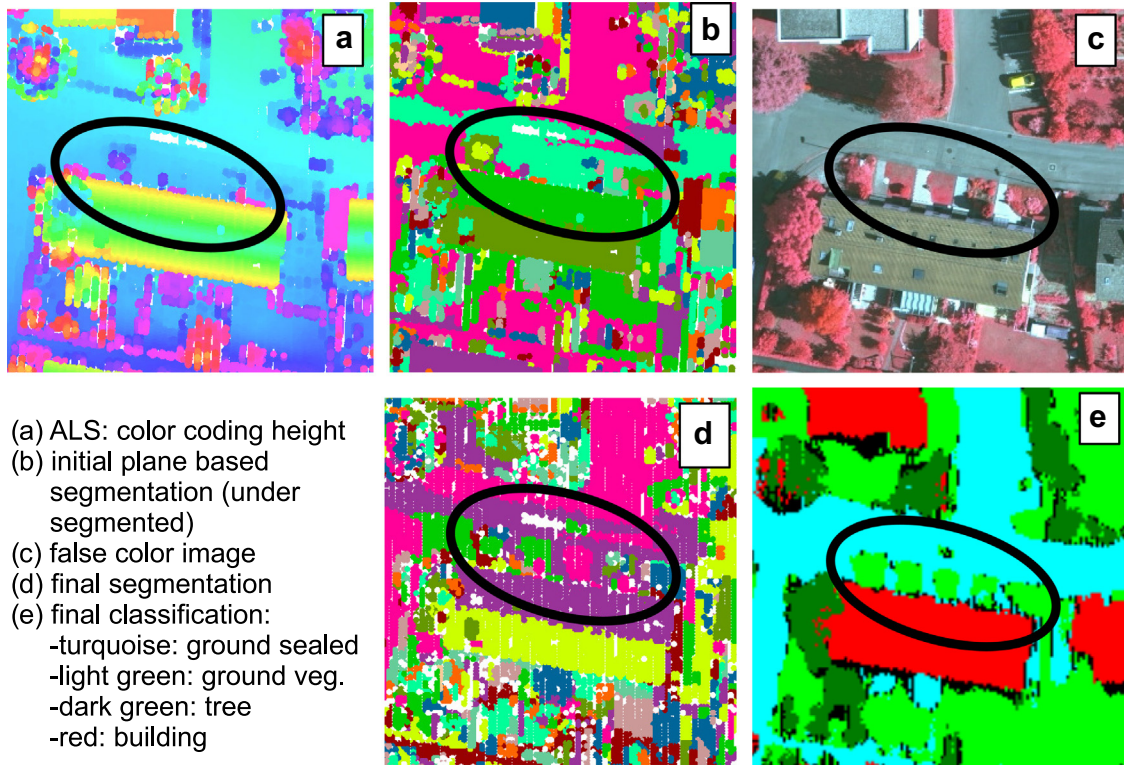 a
b
c
(a) ALS: color coding height
(b) initial plane based
segmentation (under
segmented)
(c) false color image
(d) final segmentation
(e) final classification:
-turquoise: ground sealed
-light green: ground veg.
-dark green: tree
-red: building
d
e